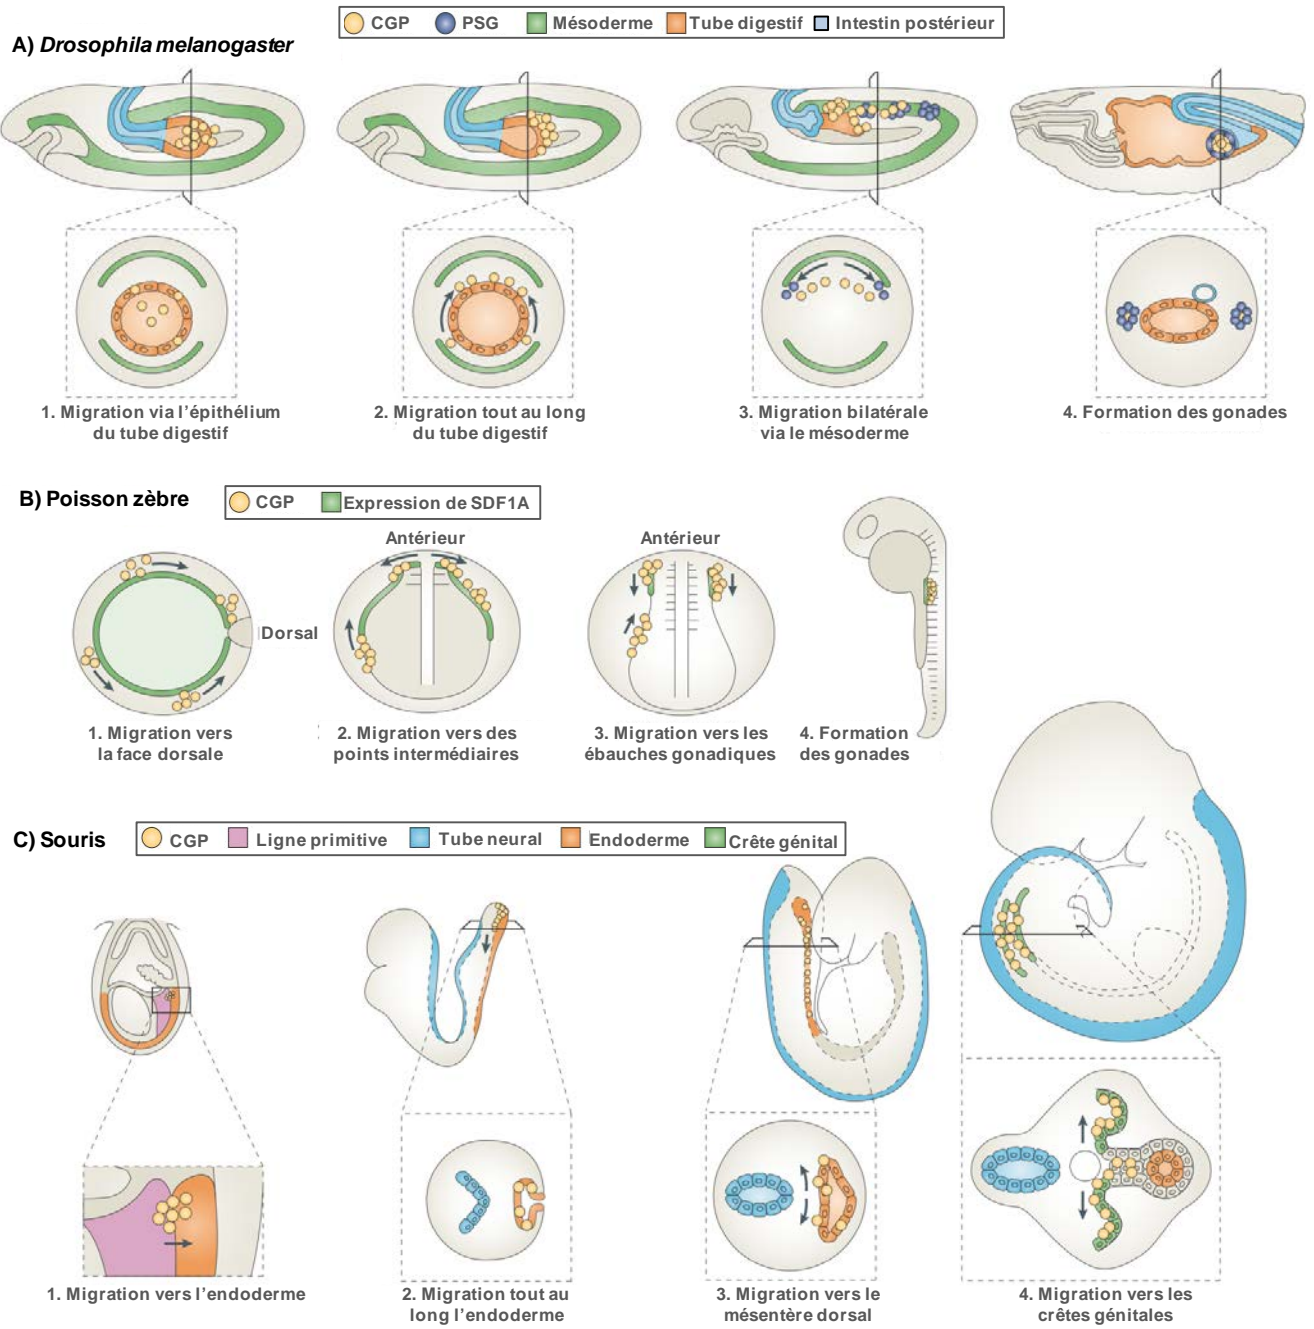 CGP PSG Mésoderme Tube digestif Intestin postérieur
A) Drosophila melanogaster
1. Migration via l'épithélium
du tube digestif
2. Migration tout au long
du tube digestif
3. Migration bilatérale
via le mésoderme
4. Formation des gonades
B) Poisson zèbre
CGP Expression de SDF1A
Antérieur
Antérieur
Dorsal
1. Migration vers
la face dorsale
2. Migration vers des
points intermédiaires
3. Migration vers les
ébauches gonadiques
4. Formation
des gonades
C) Souris
CGP Ligne primitive Tube neural Endoderme Crête génital
1. Migration vers l'endoderme
2. Migration tout au
long l'endoderme
3. Migration vers le
mésentère dorsal
4. Migration vers les
crêtes génitales